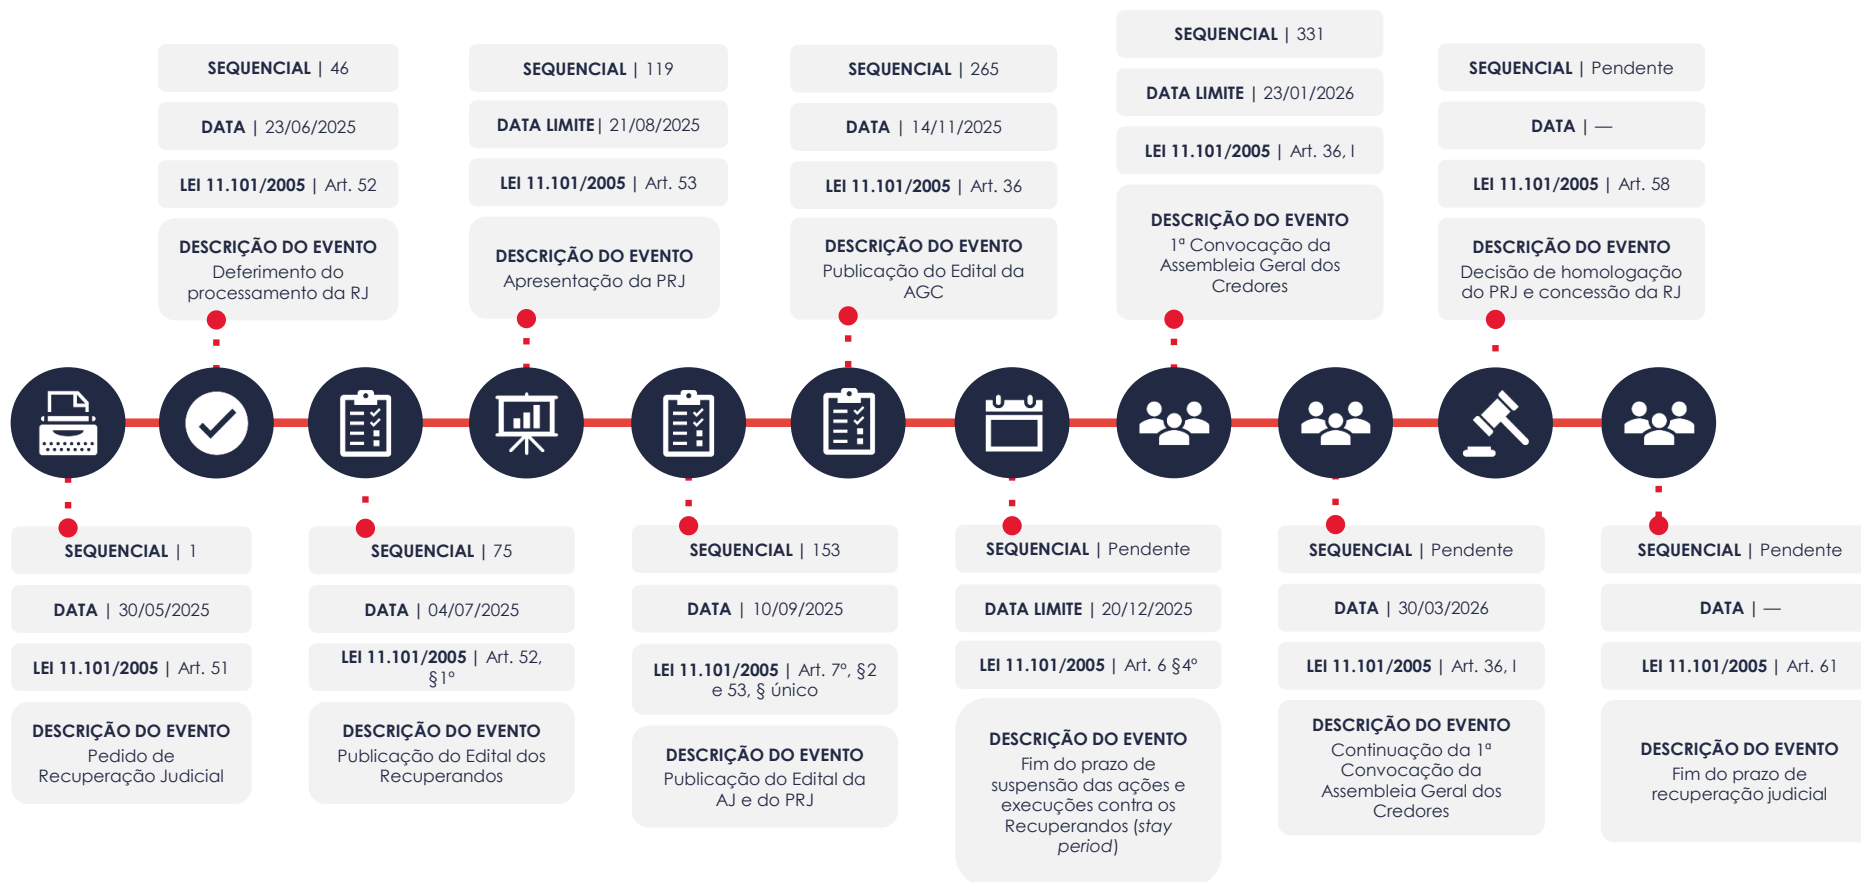 SEQUENCIAL | 46
DATA | 23/06/2025
LEI 11.101/2005 | Art. 52
DESCRIÇÃO DO EVENTO
Deferimento do
processamento da RJ
SEQUENCIAL | 119
DATA LIMITE| 21/08/2025
LEI 11.101/2005 | Art. 53
DESCRIÇÃO DO EVENTO
Apresentação da PRJ
SEQUENCIAL | 265
DATA | 14/11/2025
LEI 11.101/2005 | Art. 36
DESCRIÇÃO DO EVENTO
Publicação do Edital da
AGC
SEQUENCIAL | 331
DATA LIMITE | 23/01/2026
LEI 11.101/2005 | Art. 36, I
DESCRIÇÃO DO EVENTO
1ª Convocação da
Assembleia Geral dos
Credores
SEQUENCIAL | Pendente
DATA | —
LEI 11.101/2005 | Art. 58
DESCRIÇÃO DO EVENTO
Decisão de homologação
do PRJ e concessão da RJ
SEQUENCIAL | 1
DATA | 30/05/2025
LEI 11.101/2005 | Art. 51
DESCRIÇÃO DO EVENTO
Pedido de
Recuperação Judicial
SEQUENCIAL | 75
DATA | 04/07/2025
LEI 11.101/2005 | Art. 52,
§1º
DESCRIÇÃO DO EVENTO
Publicação do Edital dos
Recuperandos
SEQUENCIAL | 153
DATA | 10/09/2025
LEI 11.101/2005 | Art. 7º, §2
e 53, § único
DESCRIÇÃO DO EVENTO
Publicação do Edital da
AJ e do PRJ
SEQUENCIAL | Pendente
DATA LIMITE | 20/12/2025
LEI 11.101/2005 | Art. 6 §4º
DESCRIÇÃO DO EVENTO
Fim do prazo de
suspensão das ações e
execuções contra os
Recuperandos (stay
period)
SEQUENCIAL | Pendente
DATA | 30/03/2026
LEI 11.101/2005 | Art. 36, I
DESCRIÇÃO DO EVENTO
Continuação da 1ª
Convocação da
Assembleia Geral dos
Credores
SEQUENCIAL | Pendente
DATA | —
LEI 11.101/2005 | Art. 61
DESCRIÇÃO DO EVENTO
Fim do prazo de
recuperação judicial